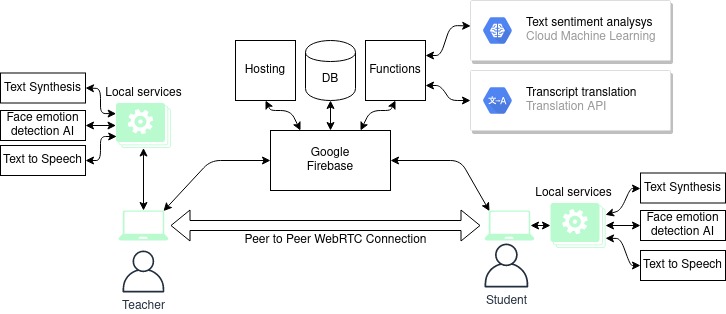 Text sentiment analysys
Cloud Machine Learning
Hosting
DB
Functions
Text Synthesis
Local services
Transcript translation
Translation API
Face emotion
detection AI
Text to Speech
Google
Firebase
Local services
Text Synthesis
Face emotion
detection AI
Peer to Peer WebRTC Connection
Text to Speech
Teacher
Student